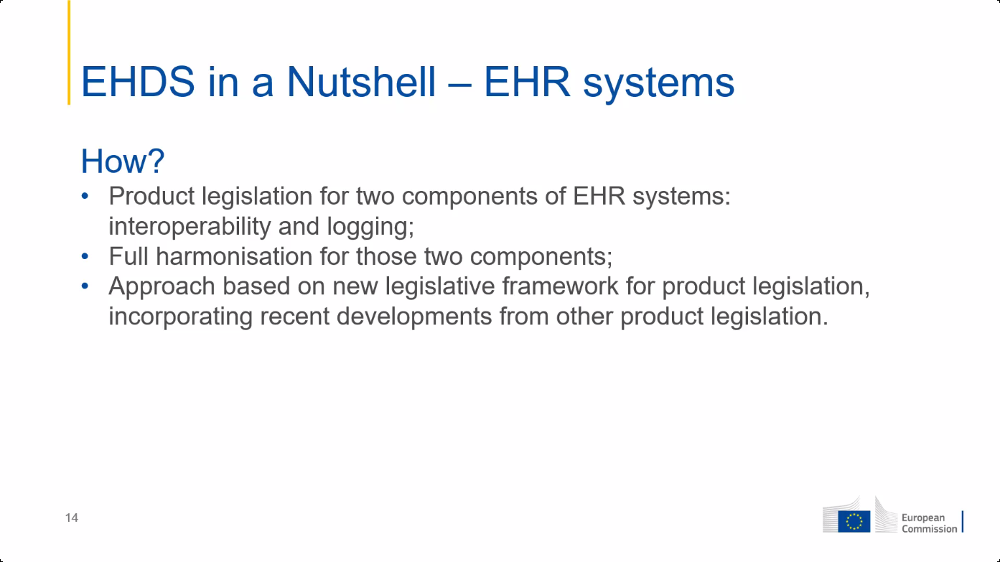 EHDS in a Nutshell – EHR systems
How?
• Product legislation for two components of EHR systems:
interoperability and logging;
• Full harmonisation for those two components;
• Approach based on new legislative framework for product legislation,
incorporating recent developments from other product legislation.
14
European
Commission